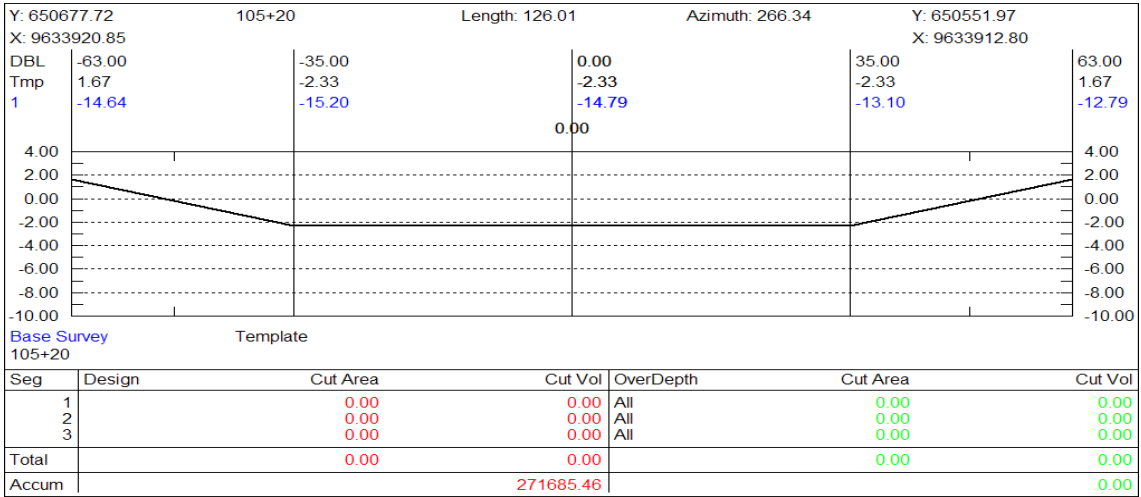 Y: 650677.72 105+20 Length: 126.01 Azimuth: 266.34 Y: 650551.97
X: 9633920.85 X: 9633912.80
DBL -63.00 -35.00 0.00 35.00 63.00
Tmp 1.67 -2.33 -2.33 -2.33 1.67
1 -14.64 -15.20 -14.79 -13.10 -12.79
0.00
4.00 4.00
2.00 2.00
0.00 0.00
-2.00 -2.00
-4.00 -4.00
-6.00 -6.00
-8.00 -8.00
-10.00 -10.00
Base Survey Template
105+20
Seg Design Cut Area Cut Vol OverDepth Cut Area Cut Vol
1 0.00 0.00 All 0.00 0.00
2 0.00 0.00 All 0.00 0.00
3 0.00 0.00 All 0.00 0.00
Total 0.00 0.00 0.00 0.00
Accum 271685.46 0.00